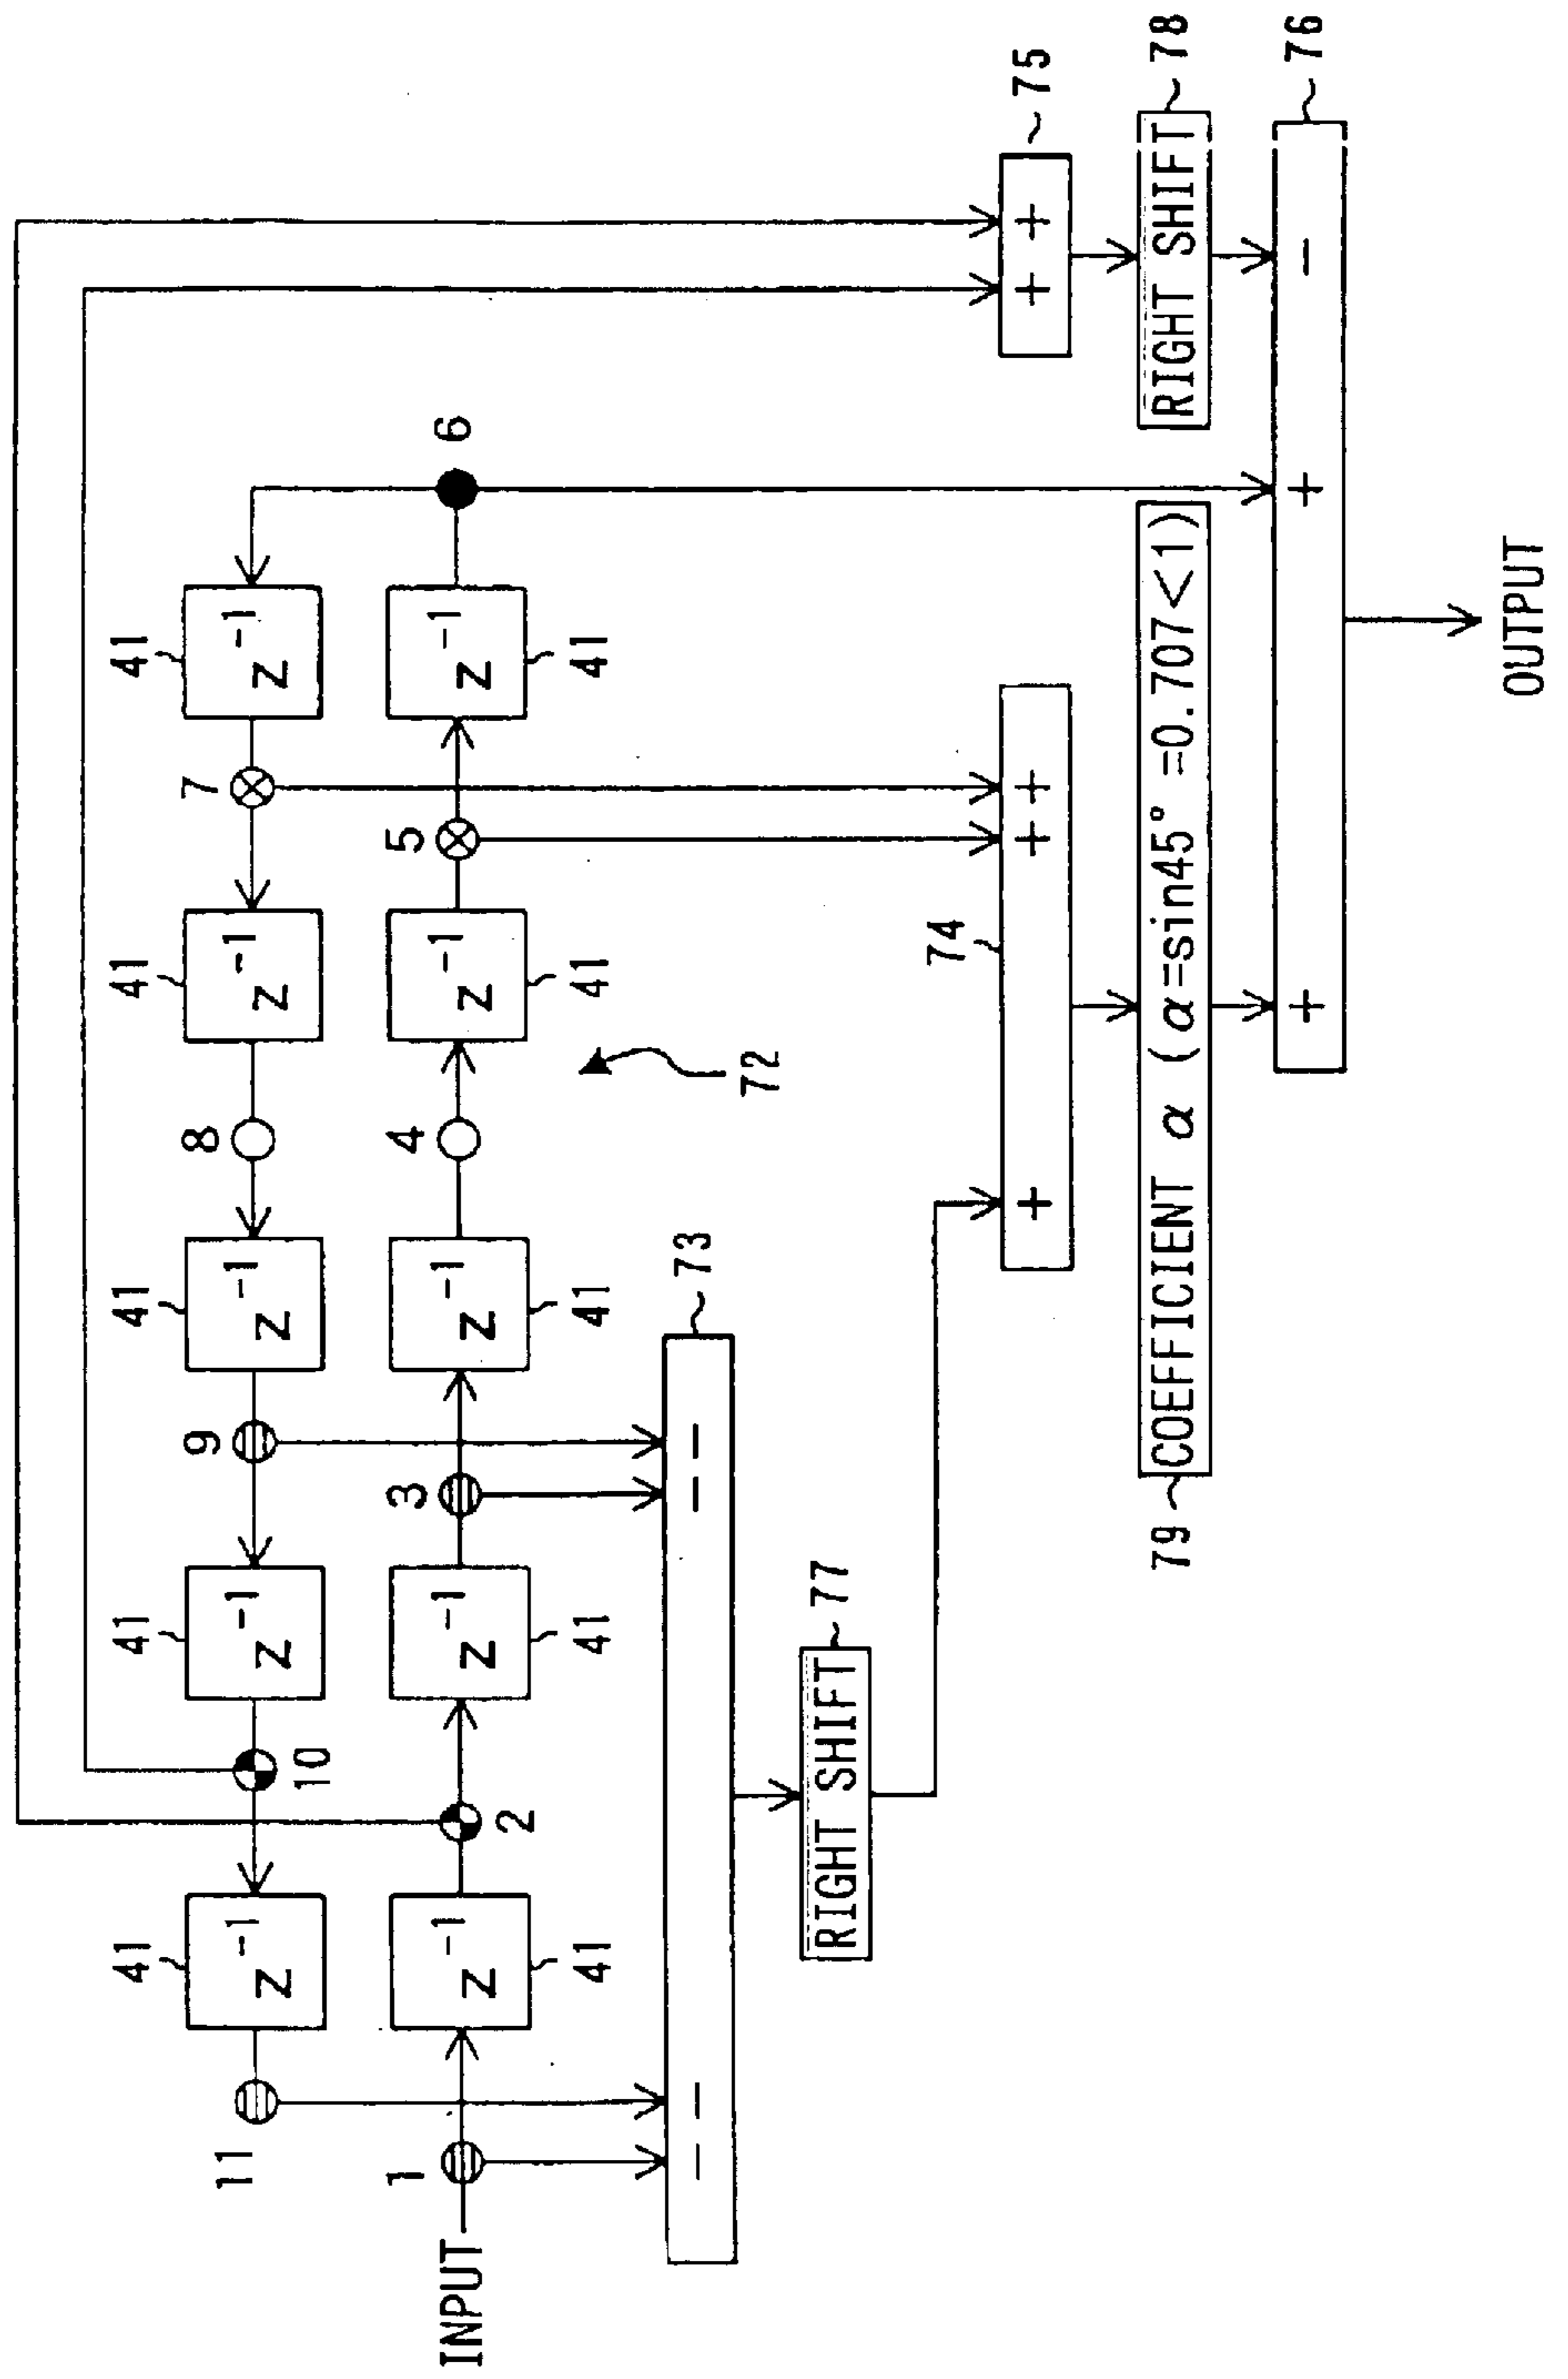 41 41 41 41 41
11 z⁻¹ z⁻¹ 9 z⁻¹ 8 z⁻¹ 7 z⁻¹
10
1 3 4 5 6
INPUT z⁻¹ z⁻¹ z⁻¹ z⁻¹ z⁻¹
2
41 41 41 41 41
− − − − 73
72
RIGHT SHIFT 77
74
+ + + + + 75
79 COEFFICIENT α (α=sin45° =0.707<1) RIGHT SHIFT 78
+ + − 76
OUTPUT